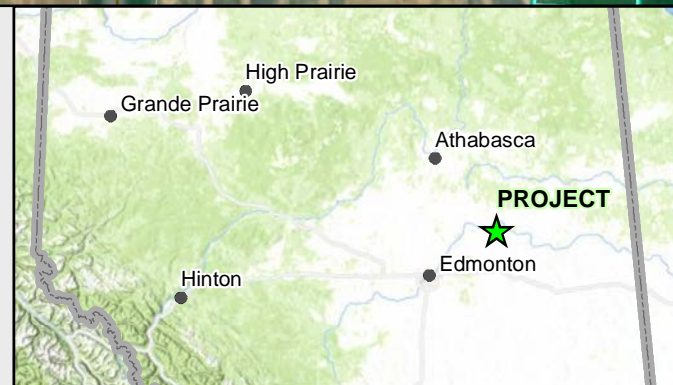 High Prairie
Grande Prairie
Athabasca
PROJECT
Edmonton
Hinton